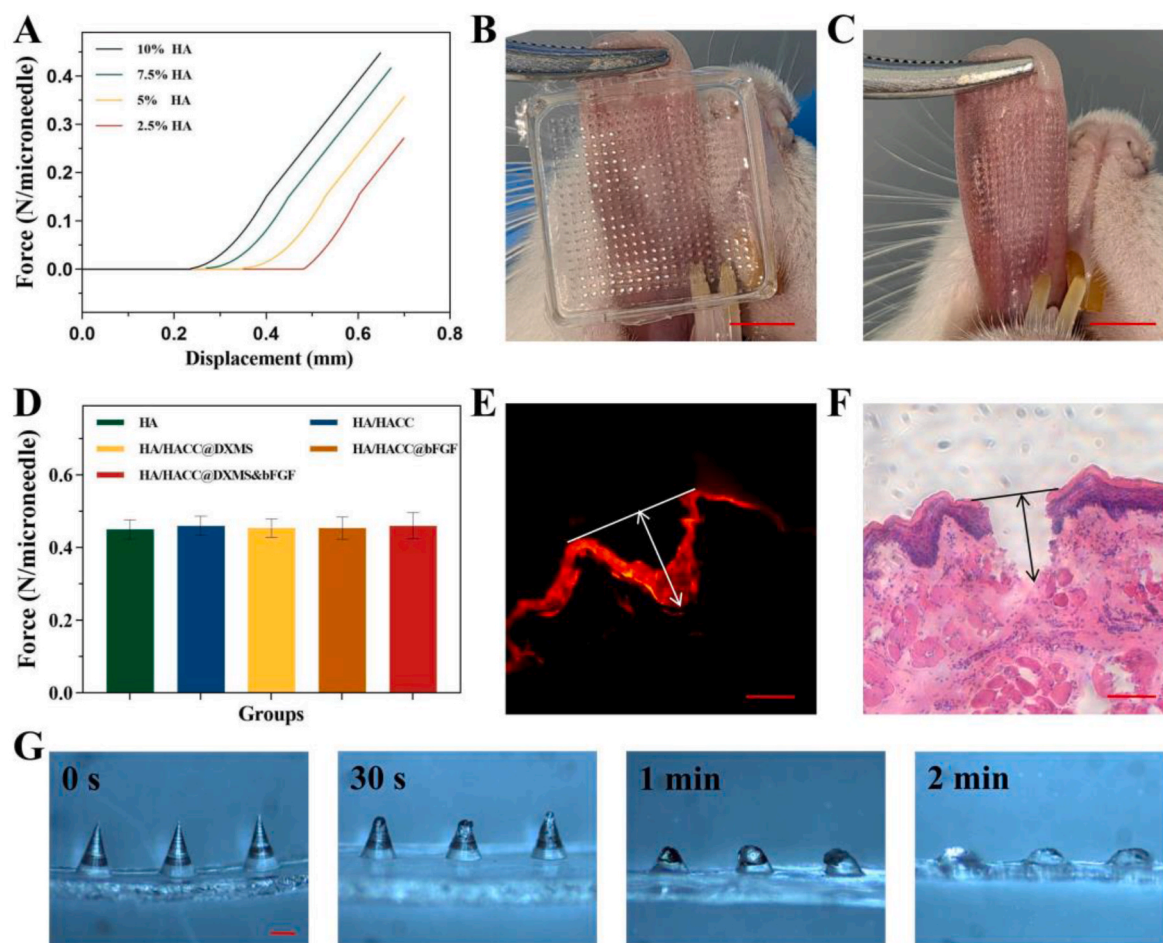 A
Force (N/microneedle)
0.4
0.3
0.2
0.1
0.0
10% HA
7.5% HA
5% HA
2.5% HA
0.0 0.2 0.4 0.6 0.8
Displacement (mm)
B
C
D
Force (N/microneedle)
0.6
0.4
0.2
0.0
HA HA/HACC
HA/HACC@DXMS HA/HACC@bFGF
HA/HACC@DXMS&bFGF
Groups
E
F
G
0 s
30 s
1 min
2 min